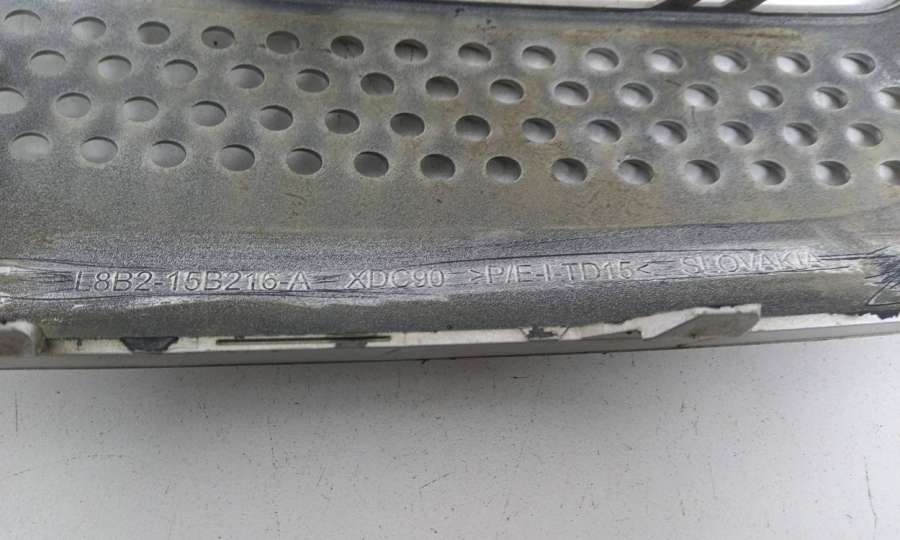 L8B2-15B216-A XDC90 >P/E-I TD15< SLOVAKIA